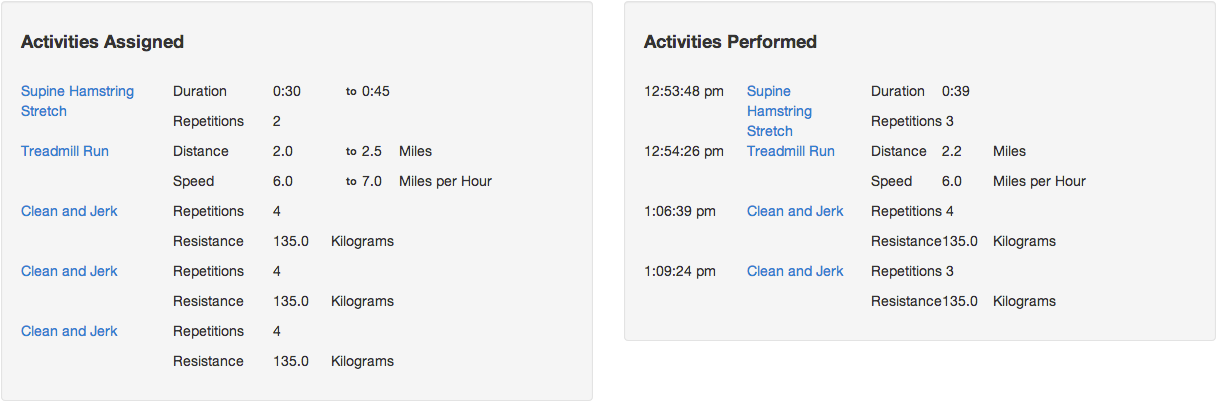 Activities Assigned
Supine Hamstring Duration 0:30 to 0:45
Stretch
Repetitions 2
Treadmill Run Distance 2.0 to 2.5 Miles
Speed 6.0 to 7.0 Miles per Hour
Clean and Jerk Repetitions 4
Resistance 135.0 Kilograms
Clean and Jerk Repetitions 4
Resistance 135.0 Kilograms
Clean and Jerk Repetitions 4
Resistance 135.0 Kilograms
Activities Performed
12:53:48 pm Supine Duration 0:39
Hamstring
Repetitions 3
Stretch
12:54:26 pm Treadmill Run Distance 2.2 Miles
Speed 6.0 Miles per Hour
1:06:39 pm Clean and Jerk Repetitions 4
Resistance 135.0 Kilograms
1:09:24 pm Clean and Jerk Repetitions 3
Resistance 135.0 Kilograms